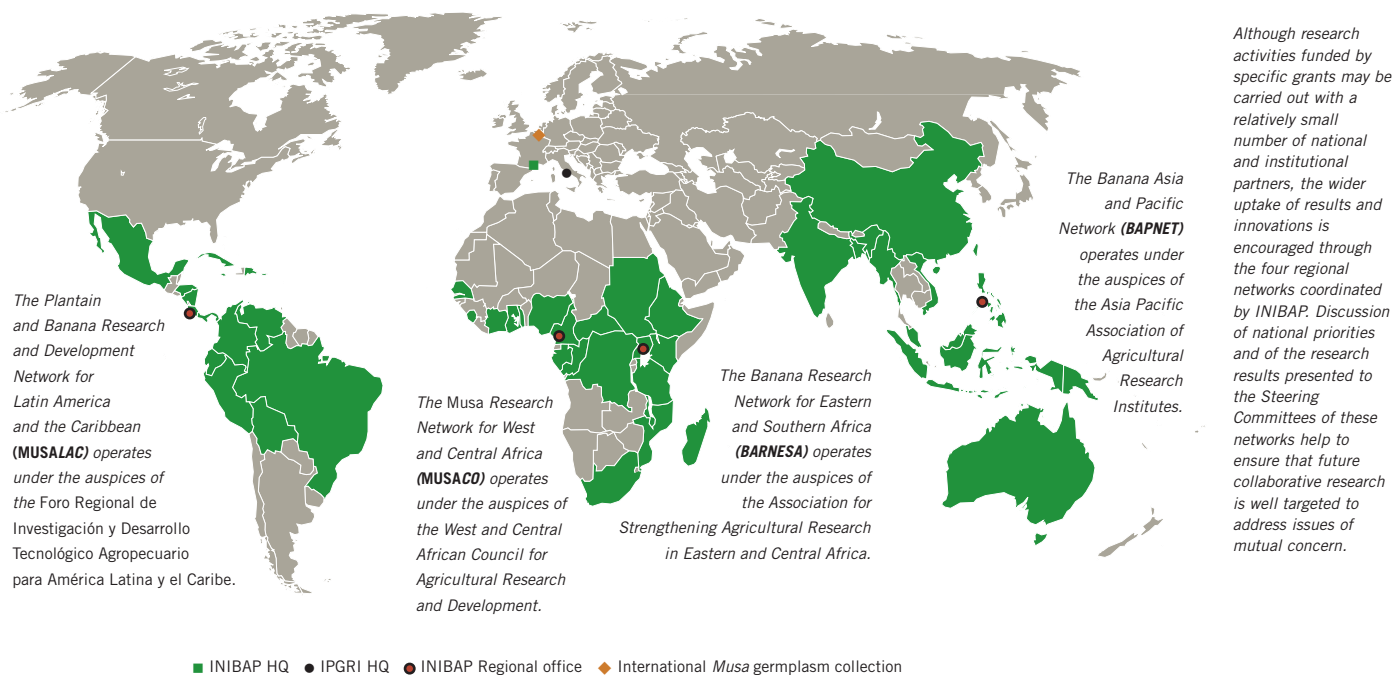 The Plantain
and Banana Research
and Development
Network for
Latin America
and the Caribbean
(MUSALAC) operates
under the auspices of
the Foro Regional de
Investigación y Desarrollo
Tecnológico Agropecuario
para América Latina y el Caribe.
The Musa Research
Network for West
and Central Africa
(MUSACO) operates
under the auspices of
the West and Central
African Council for
Agricultural Research
and Development.
The Banana Research
Network for Eastern
and Southern Africa
(BARNESA) operates
under the auspices of
the Association for
Strengthening Agricultural Research
in Eastern and Central Africa.
The Banana Asia
and Pacific
Network (BAPNET)
operates under
the auspices of
the Asia Pacific
Association of
Agricultural
Research
Institutes.
Although research
activities funded by
specific grants may be
carried out with a
relatively small
number of national
and institutional
partners, the wider
uptake of results and
innovations is
encouraged through
the four regional
networks coordinated
by INIBAP. Discussion
of national priorities
and of the research
results presented to
the Steering
Committees of these
networks help to
ensure that future
collaborative research
is well targeted to
address issues of
mutual concern.
INIBAP HQ IPGRI HQ INIBAP Regional office International Musa germplasm collection